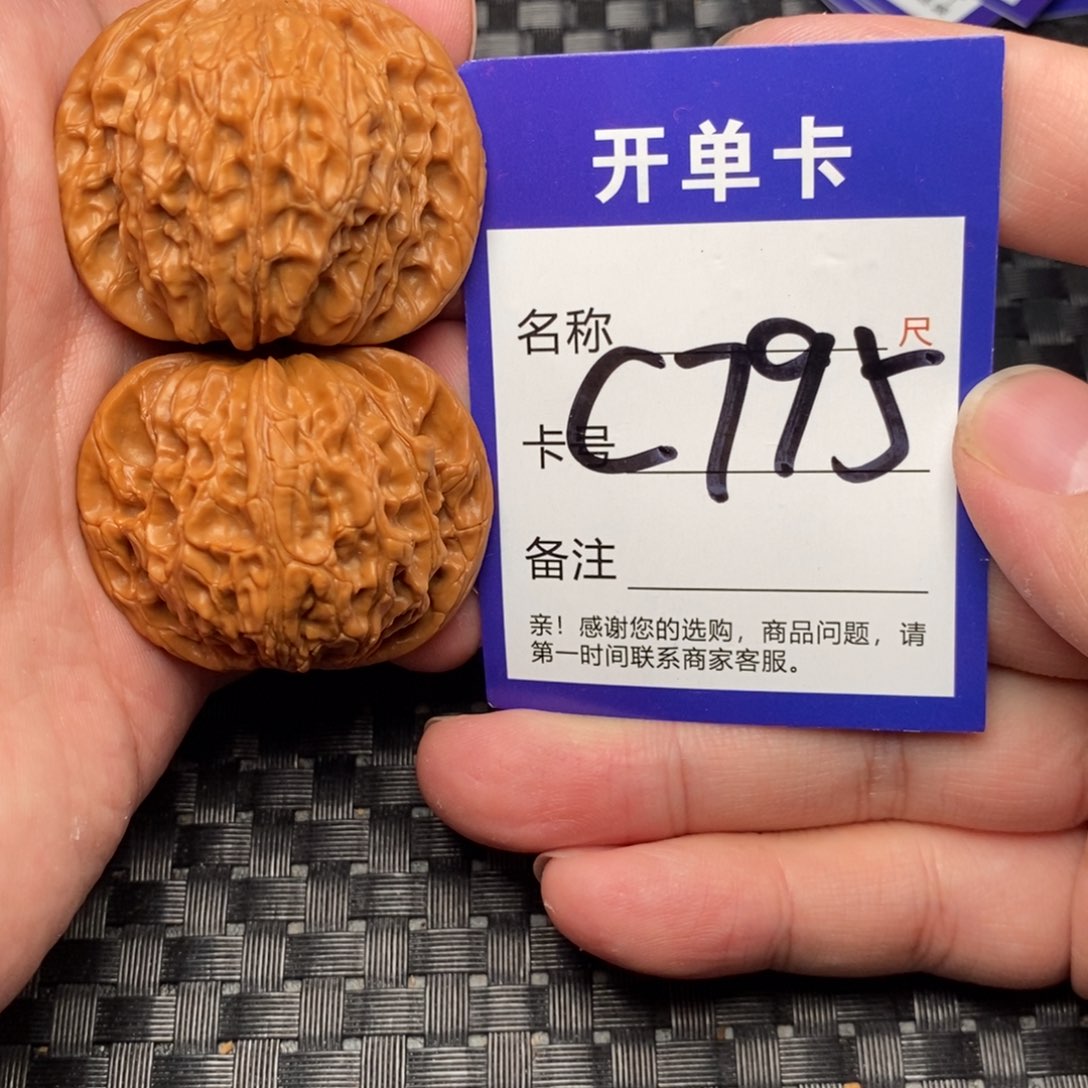 开单卡
名称 尺
C795
卡号
备注
亲！感谢您的选购，商品问题，请
第一时间联系商家客服。